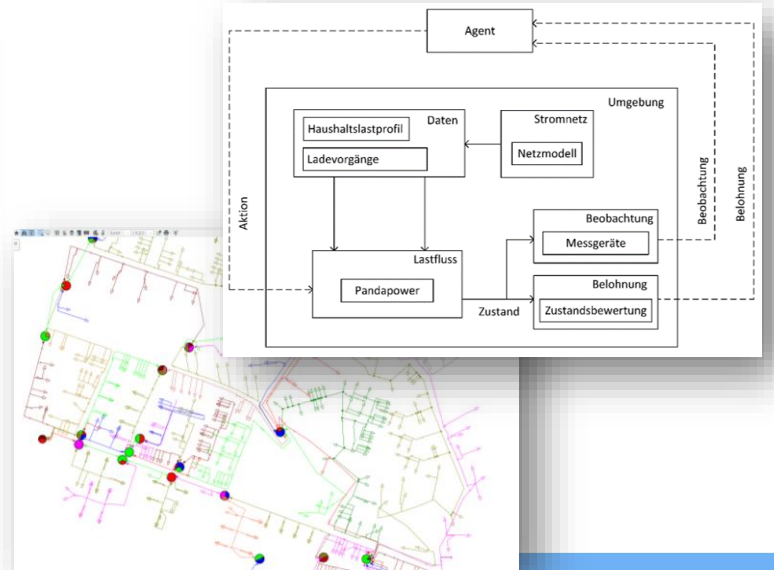 Agent
Umgebung
Daten
Haushaltslastprofil
Ladevorgänge
Stromnetz
Netzmodell
Aktion
Beobachtung
Belohnung
Beobachtung
Messgeräte
Lastfluss
Pandapower
Zustand
Belohnung
Zustandsbewertung